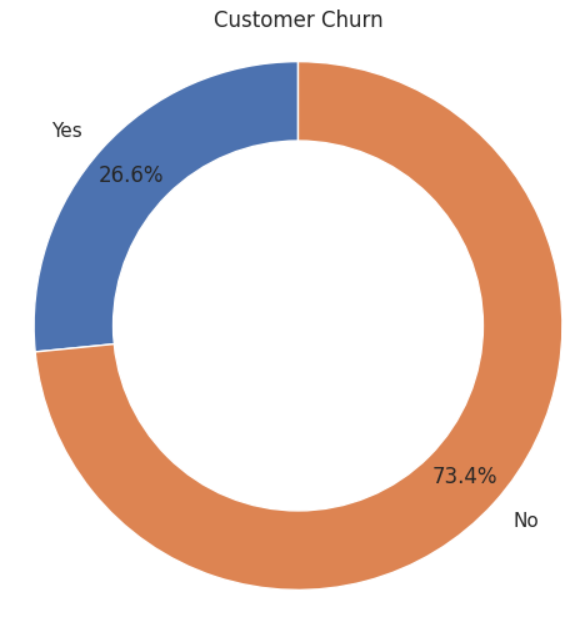 Customer Churn
Yes
26.6%
73.4%
No